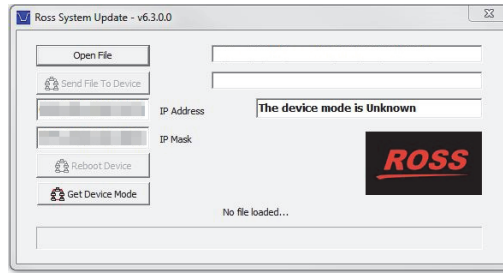 Ross System Update - v6.3.0.0
Open File
Send File To Device
IP Address
The device mode is Unknown
IP Mask
Reboot Device
ROSS
Get Device Mode
No file loaded...